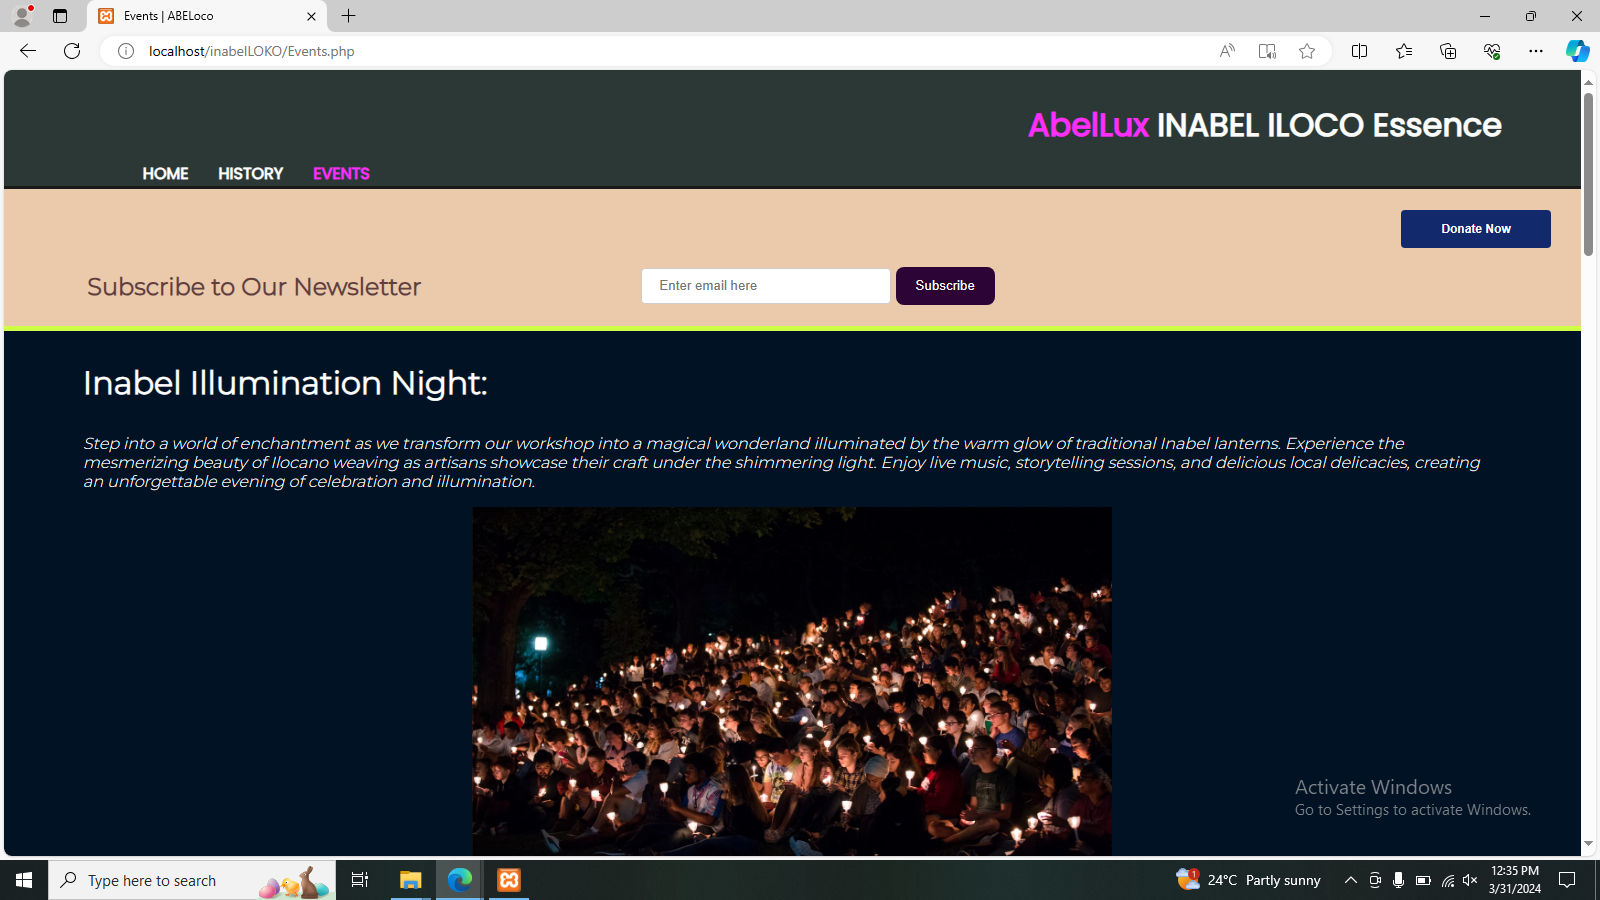 Events | ABELoco
localhost/inabelLOKO/Events.php
AbelLux INABEL ILOCO Essence
HOME HISTORY EVENTS
Donate Now
Subscribe to Our Newsletter
Enter email here
Subscribe
Inabel Illumination Night:
Step into a world of enchantment as we transform our workshop into a magical wonderland illuminated by the warm glow of traditional Inabel lanterns. Experience the
mesmerizing beauty of Ilocano weaving as artisans showcase their craft under the shimmering light. Enjoy live music, storytelling sessions, and delicious local delicacies, creating
an unforgettable evening of celebration and illumination.
Activate Windows
Go to Settings to activate Windows.
Type here to search
1
24°C Partly sunny
12:35 PM
3/31/2024